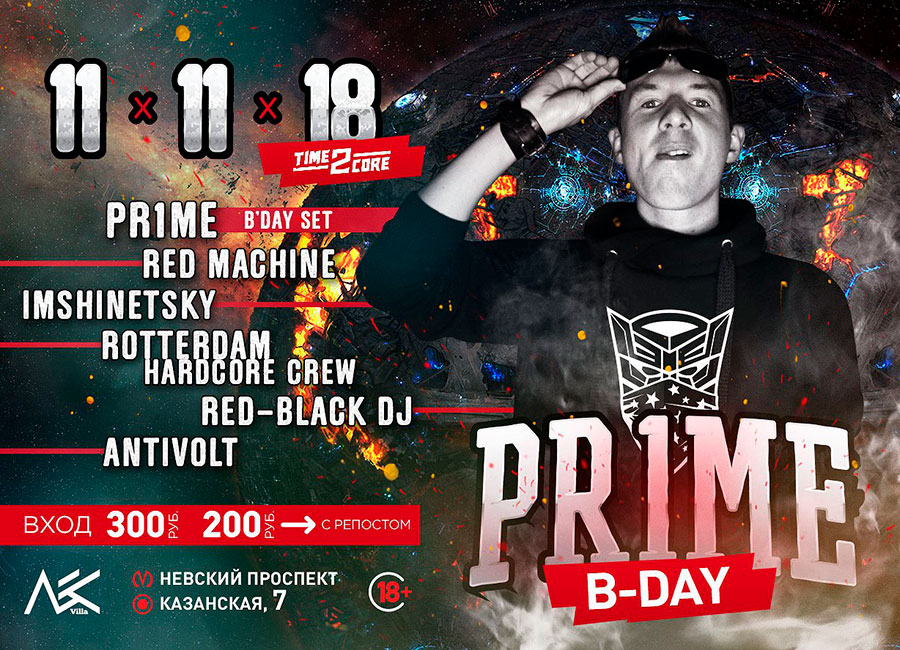 11 x 11 x 18
TIME2CORE
PR1ME B'DAY SET
RED MACHINE
IMSHINETSKY
ROTTERDAM
HARDCORE CREW
RED-BLACK DJ
ANTIVOLT
PR1ME
B-DAY
ВХОД 300 РУБ. 200 РУБ. → С РЕПОСТОМ
Villa
НЕВСКИЙ ПРОСПЕКТ
КАЗАНСКАЯ, 7
18+